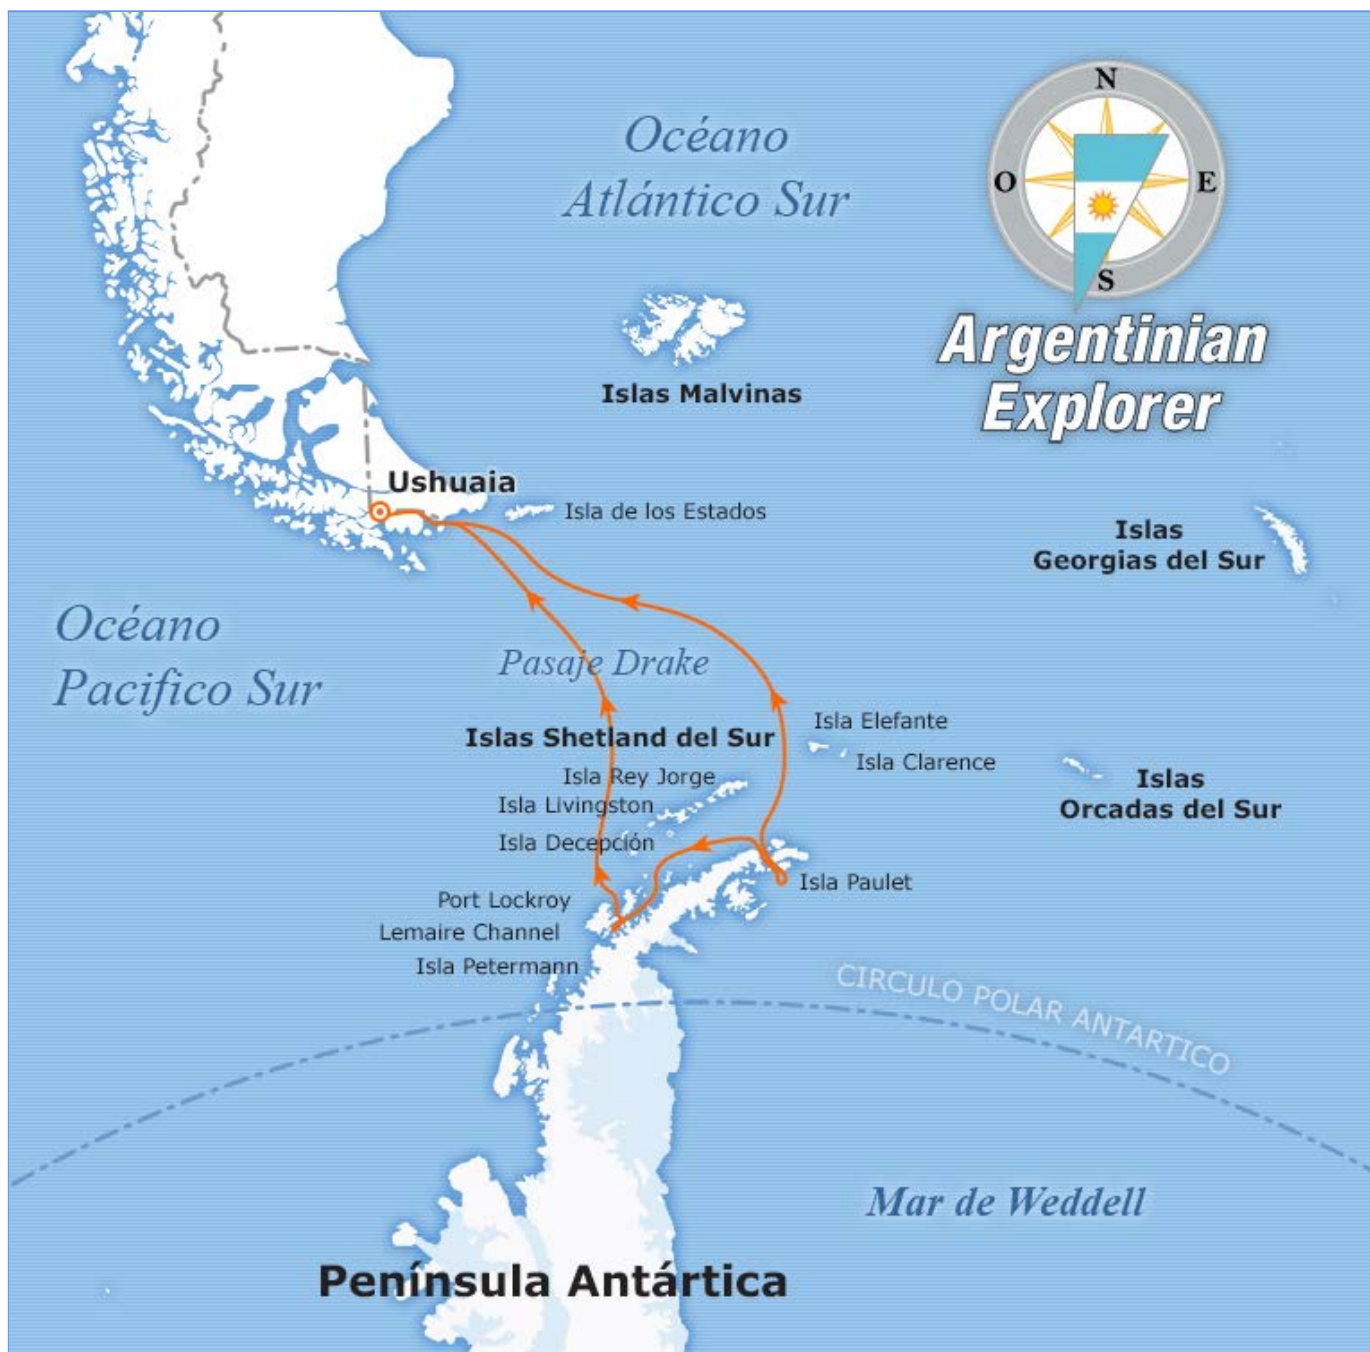 Océano
Atlántico Sur
N
O
E
S
Argentinian
Explorer
Islas Malvinas
Ushuaia
Isla de los Estados
Islas
Georgias del Sur
Océano
Pacifico Sur
Pasaje Drake
Islas Shetland del Sur
Isla Elefante
Isla Clarence
Isla Rey Jorge
Isla Livingston
Isla Decepción
Islas
Orcadas del Sur
Isla Paulet
Port Lockroy
Lemaire Channel
Isla Petermann
CIRCULO POLAR ANTARTICO
Mar de Weddell
Península Antártica